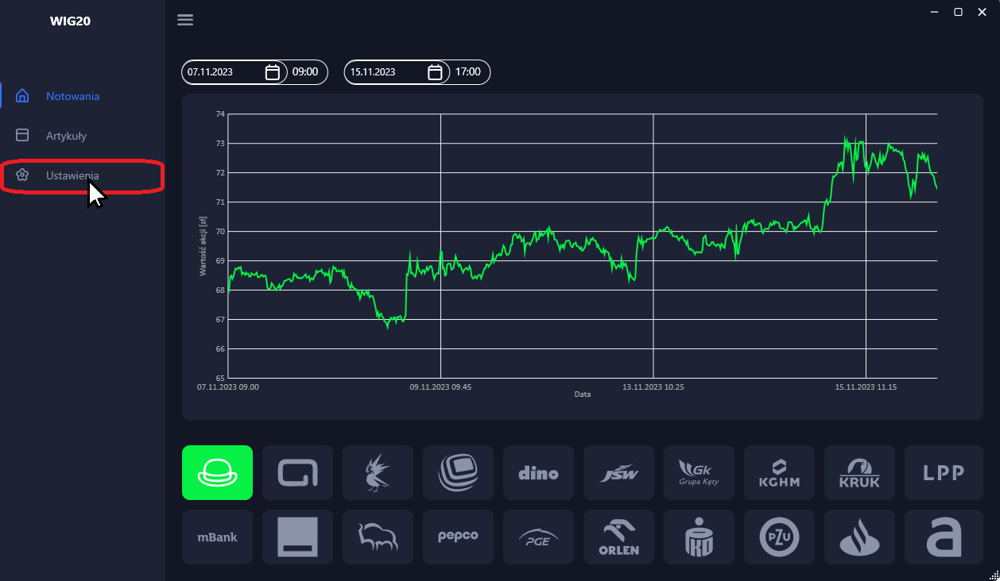 WIG20
Notowania
Artykuły
Ustawienia
07.11.2023 09:00 15.11.2023 17:00
74
73
72
71
70
69
68
67
66
65
Wartość akcji [zł]
07.11.2023 09.00 09.11.2023 09.45 13.11.2023 10.25 15.11.2023 11.15
Data
dino JSW Gk Grupa Kęty KGHM KRUK LPP
mBank pepco PGE ORLEN PKO PZU a